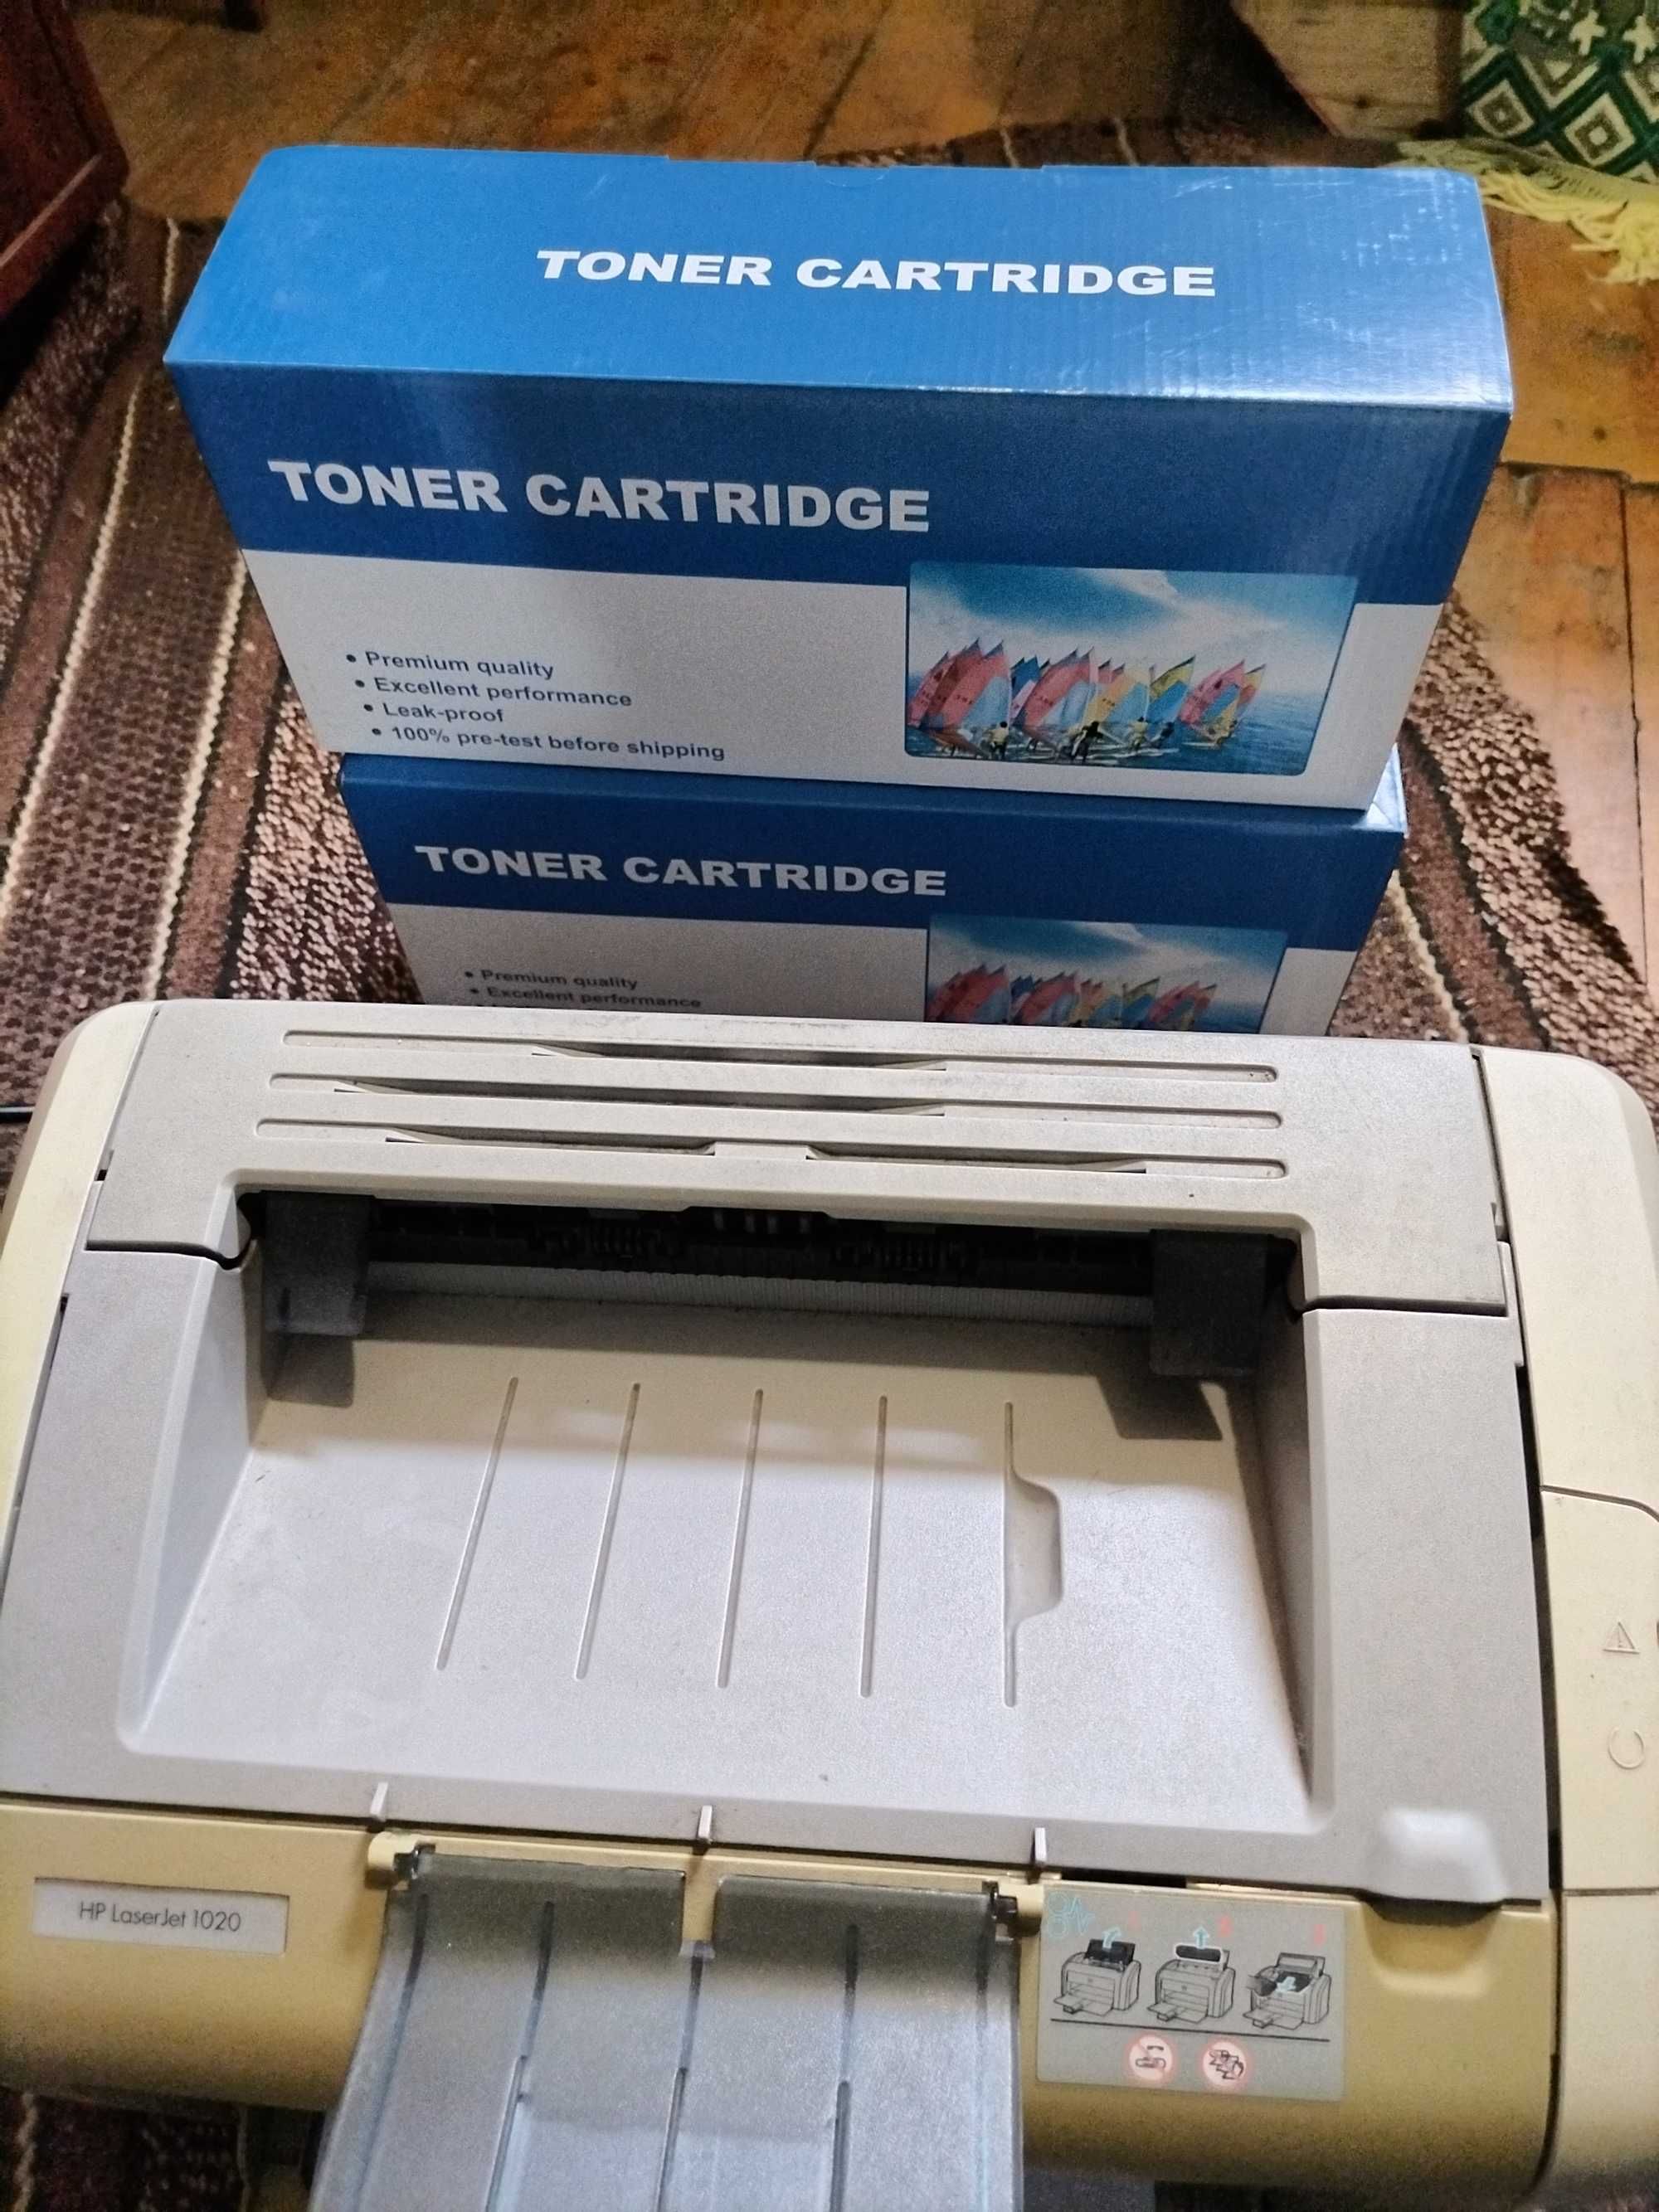 TONER CARTRIDGE
TONER CARTRIDGE
• Premium quality
• Excellent performance
• Leak-proof
• 100% pre-test before shipping
TONER CARTRIDGE
• Premium quality
• Excellent performance
HP LaserJet 1020